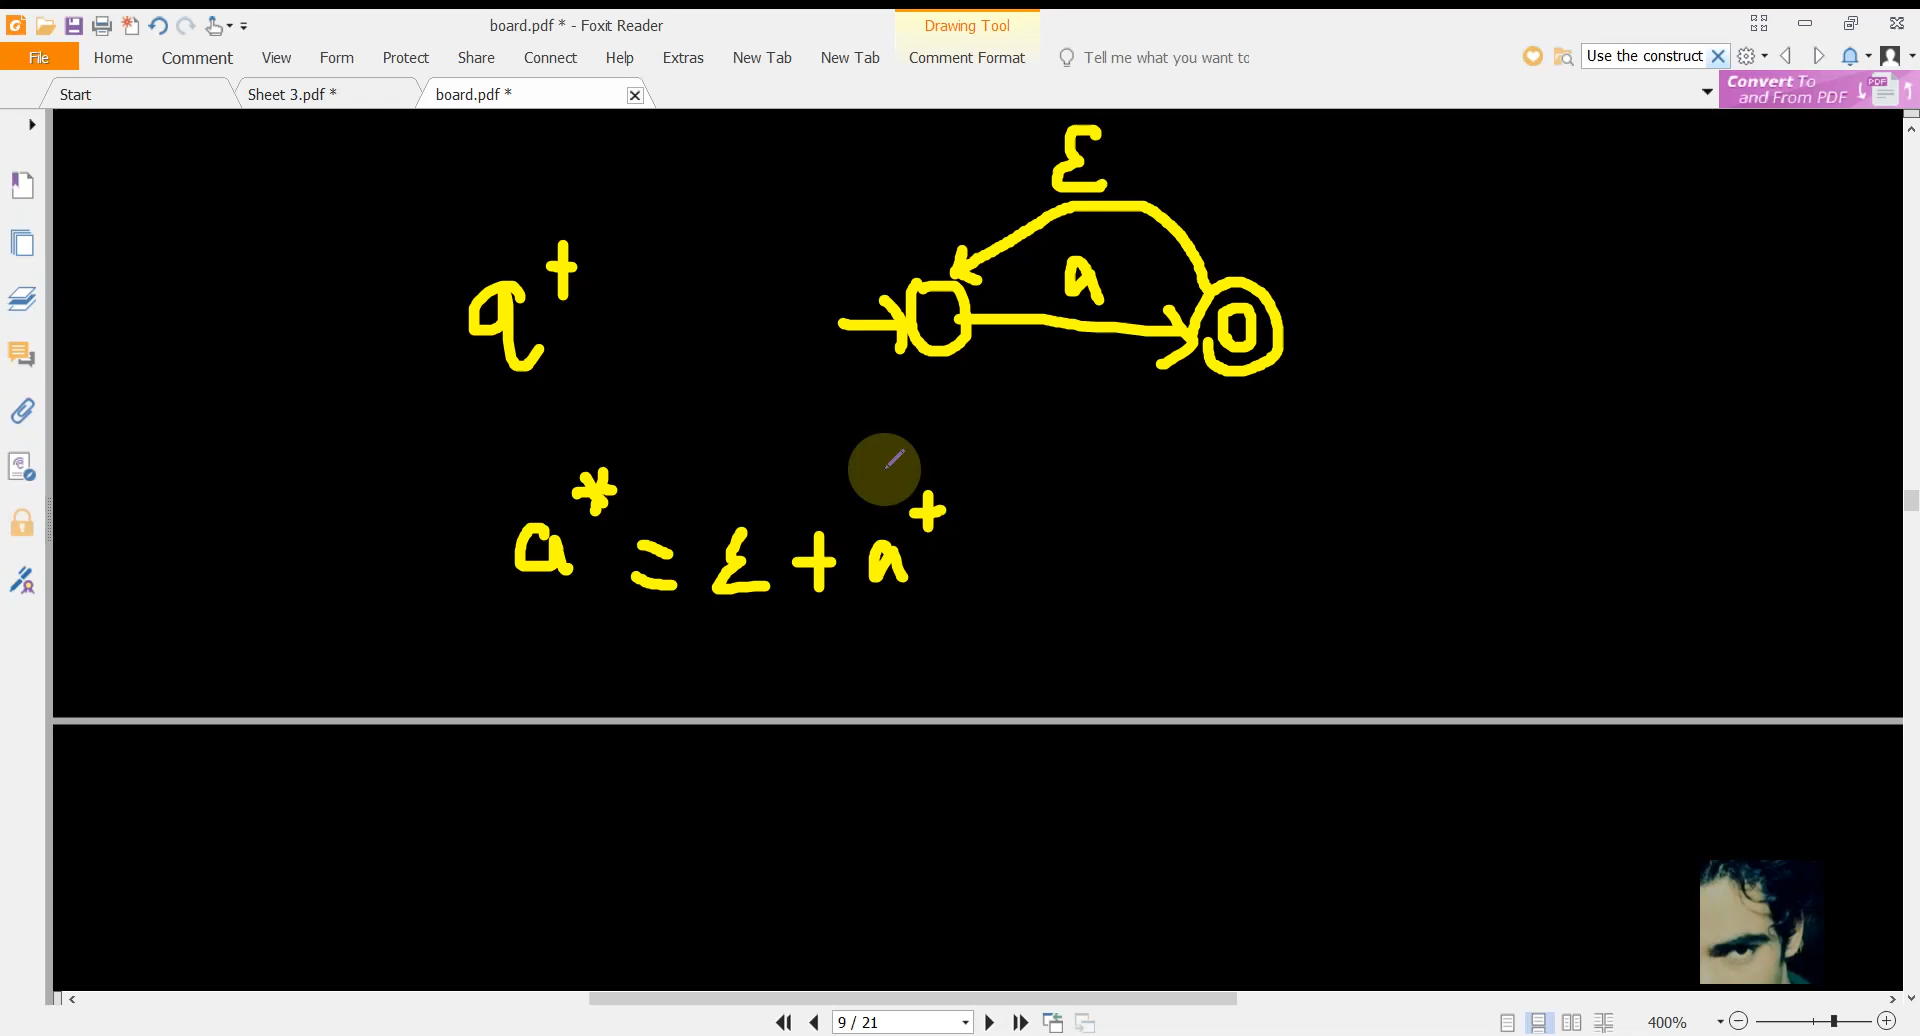 board.pdf * - Foxit Reader
Drawing Tool
File Home Comment View Form Protect Share Connect Help Extras New Tab New Tab Comment Format Tell me what you want to Use the construct
Start Sheet 3.pdf * board.pdf *
Convert To
and From PDF
PDF
ε
a
q⁺
a* = ε + a⁺
9 / 21
400%